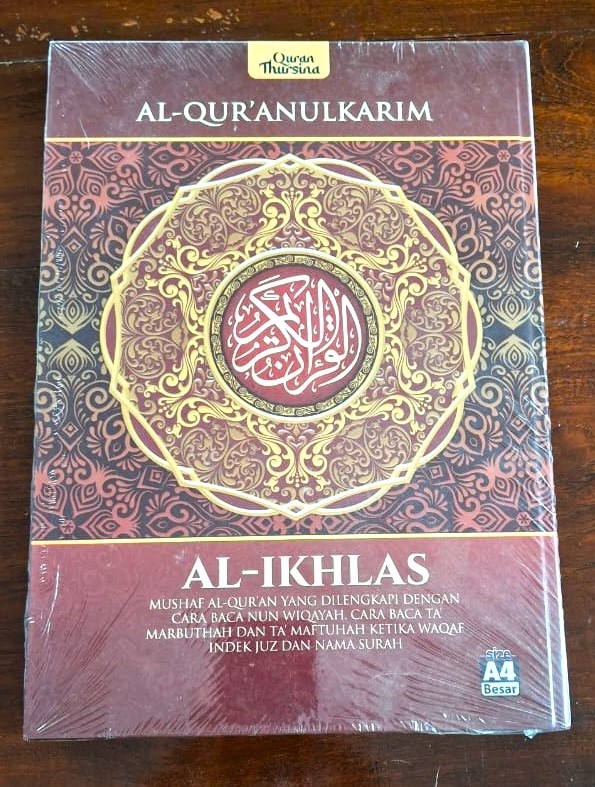 Quran
Thursina
AL-QUR'ANULKARIM
القرآن الكريم
AL-IKHLAS
MUSHAF AL-QUR'AN YANG DILENGKAPI DENGAN
CARA BACA NUN WIQAYAH, CARA BACA TA'
MARBUTHAH DAN TA' MAFTUHAH KETIKA WAQAF
INDEK JUZ DAN NAMA SURAH
size
A4
Besar